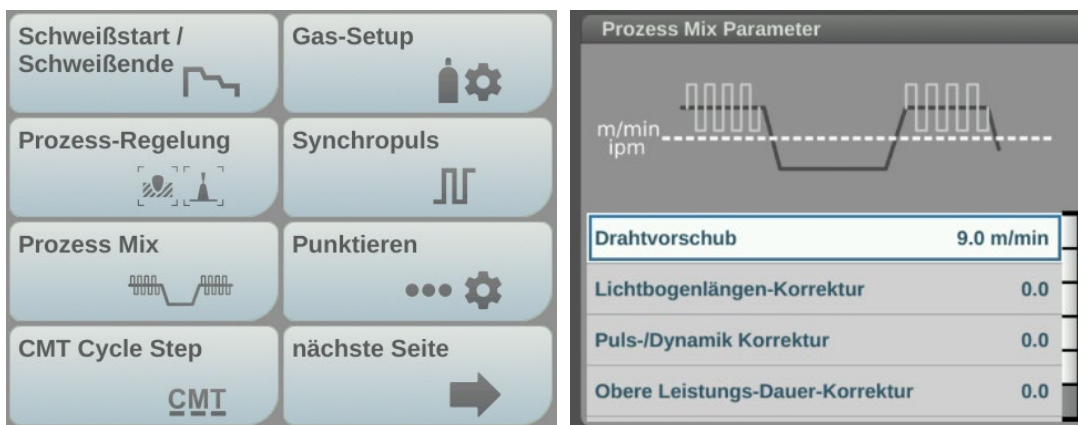 Schweißstart /
Schweißende
Gas-Setup
Prozess-Regelung
Synchropuls
Prozess Mix
Punktieren
CMT Cycle Step
CMT
nächste Seite
Prozess Mix Parameter
m/min
ipm
Drahtvorschub 9.0 m/min
Lichtbogenlängen-Korrektur 0.0
Puls-/Dynamik Korrektur 0.0
Obere Leistungs-Dauer-Korrektur 0.0